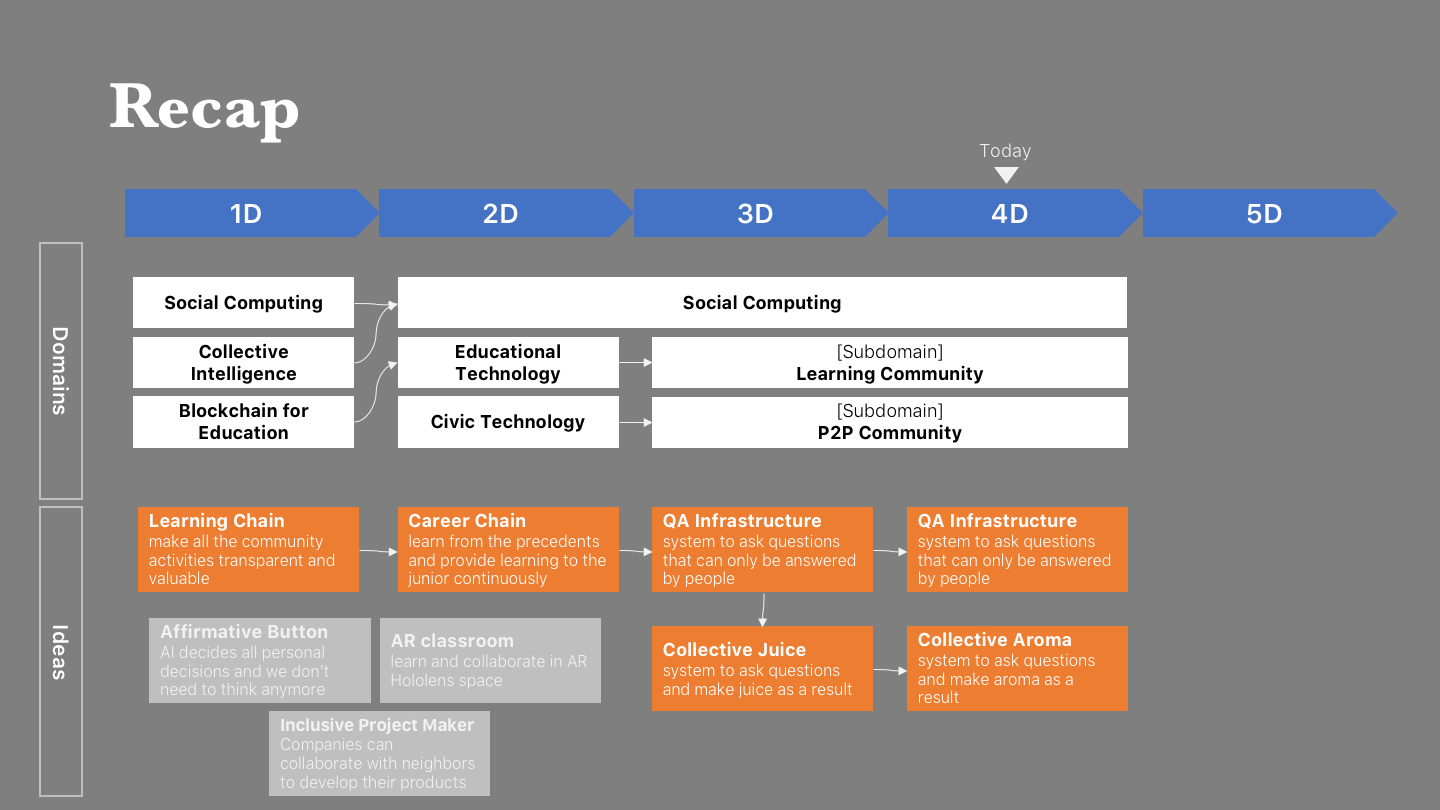 Recap
Today
1D
2D
3D
4D
5D
Domains
Social Computing
Social Computing
Collective
Intelligence
Educational
Technology
[Subdomain]
Learning Community
Blockchain for
Education
Civic Technology
[Subdomain]
P2P Community
Ideas
Learning Chain
make all the community
activities transparent and
valuable
Career Chain
learn from the precedents
and provide learning to the
junior continuously
QA Infrastructure
system to ask questions
that can only be answered
by people
QA Infrastructure
system to ask questions
that can only be answered
by people
Affirmative Button
AI decides all personal
decisions and we don't
need to think anymore
AR classroom
learn and collaborate in AR
Hololens space
Collective Juice
system to ask questions
and make juice as a result
Collective Aroma
system to ask questions
and make aroma as a
result
Inclusive Project Maker
Companies can
collaborate with neighbors
to develop their products